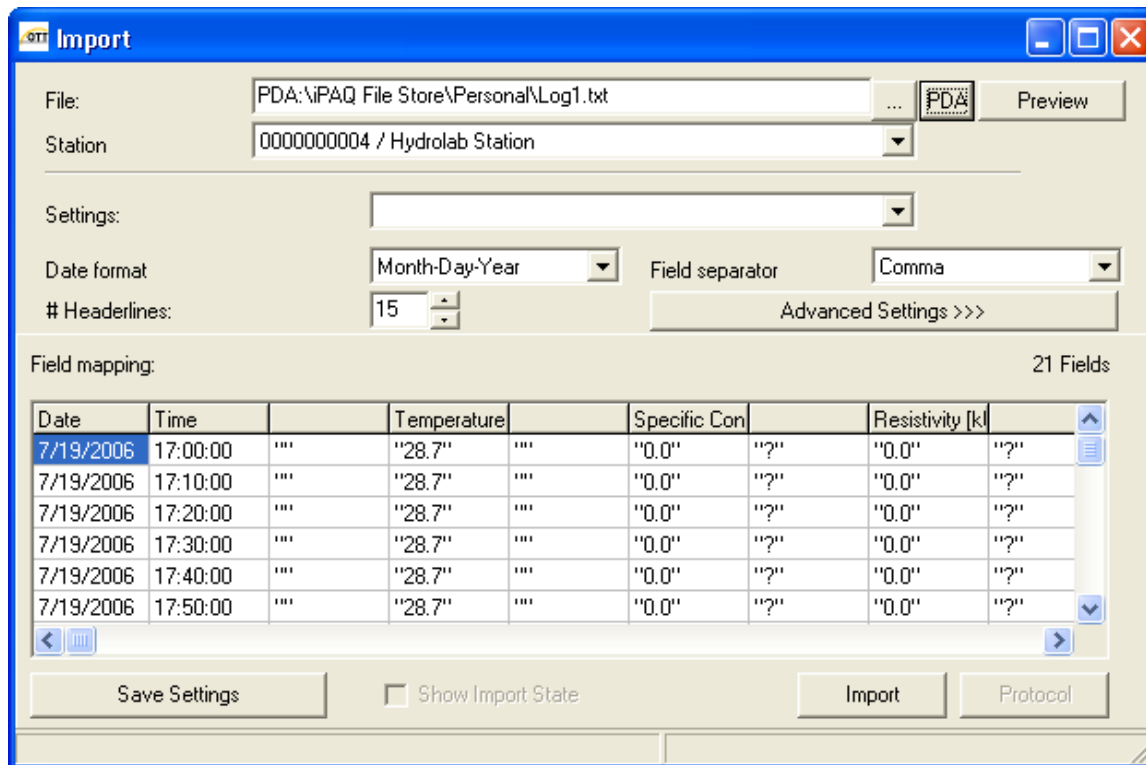 OTT Import
File: PDA:\iPAQ File Store\Personal\Log1.txt ... PDA Preview
Station 0000000004 / Hydrolab Station
Settings:
Date format Month-Day-Year Field separator Comma
# Headerlines: 15 Advanced Settings >>>
Field mapping: 21 Fields
Date Time Temperature Specific Con Resistivity [k
7/19/2006 17:00:00 "" "28.7" "" "0.0" "?" "0.0" "?"
7/19/2006 17:10:00 "" "28.7" "" "0.0" "?" "0.0" "?"
7/19/2006 17:20:00 "" "28.7" "" "0.0" "?" "0.0" "?"
7/19/2006 17:30:00 "" "28.7" "" "0.0" "?" "0.0" "?"
7/19/2006 17:40:00 "" "28.7" "" "0.0" "?" "0.0" "?"
7/19/2006 17:50:00 "" "28.7" "" "0.0" "?" "0.0" "?"
Save Settings Show Import State Import Protocol